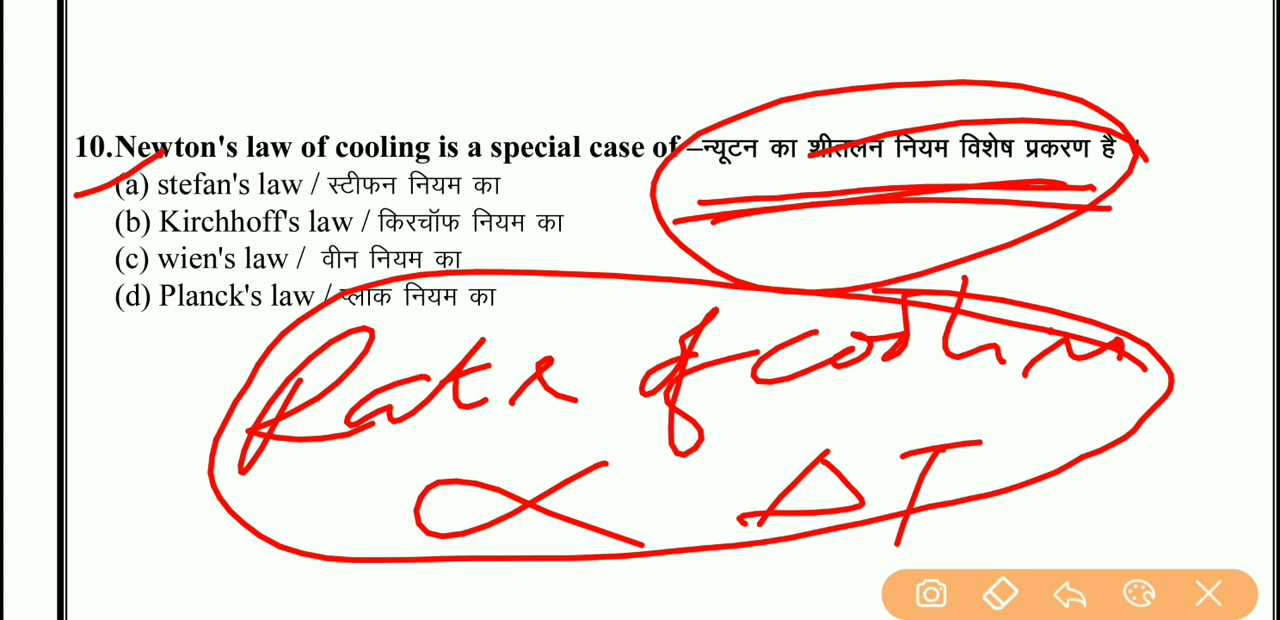 10.Newton's law of cooling is a special case of –न्यूटन का शीतलन नियम विशेष प्रकरण है ।
(a) stefan's law / स्टीफन नियम का
(b) Kirchhoff's law / किरचॉफ नियम का
(c) wien's law / वीन नियम का
(d) Planck's law / प्लांक नियम का
Rate of cooling
∝ ΔT